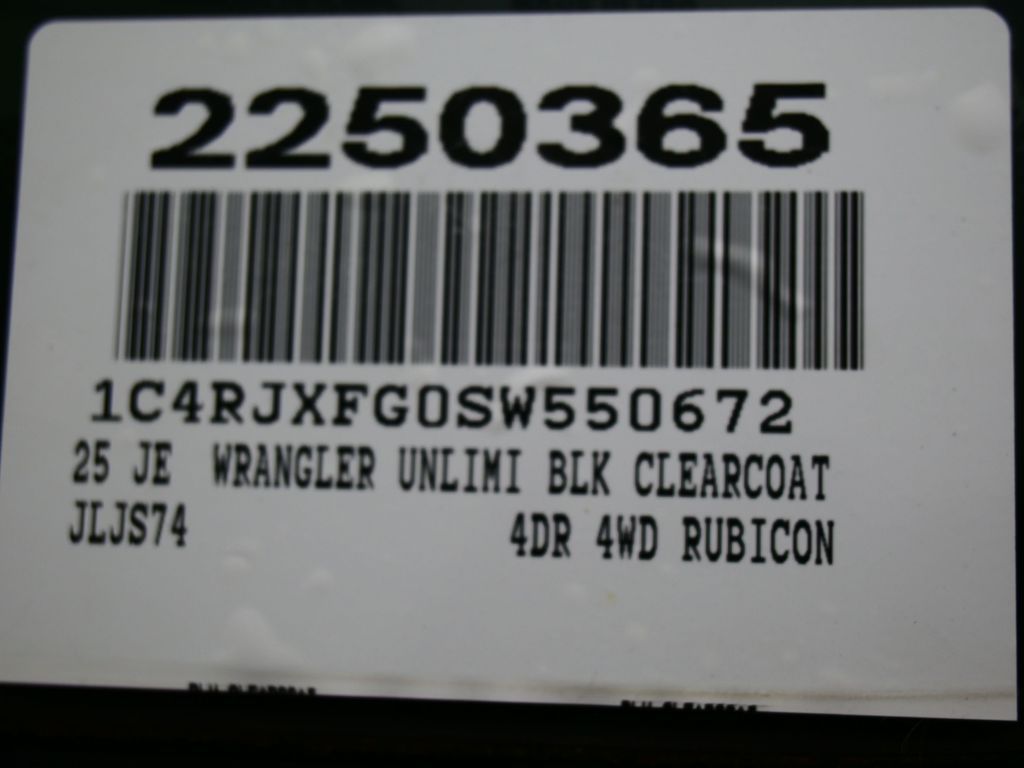 2250365
1C4RJXFG0SW550672
25 JE WRANGLER UNLIMI BLK CLEARCOAT
JLJS74 4DR 4WD RUBICON